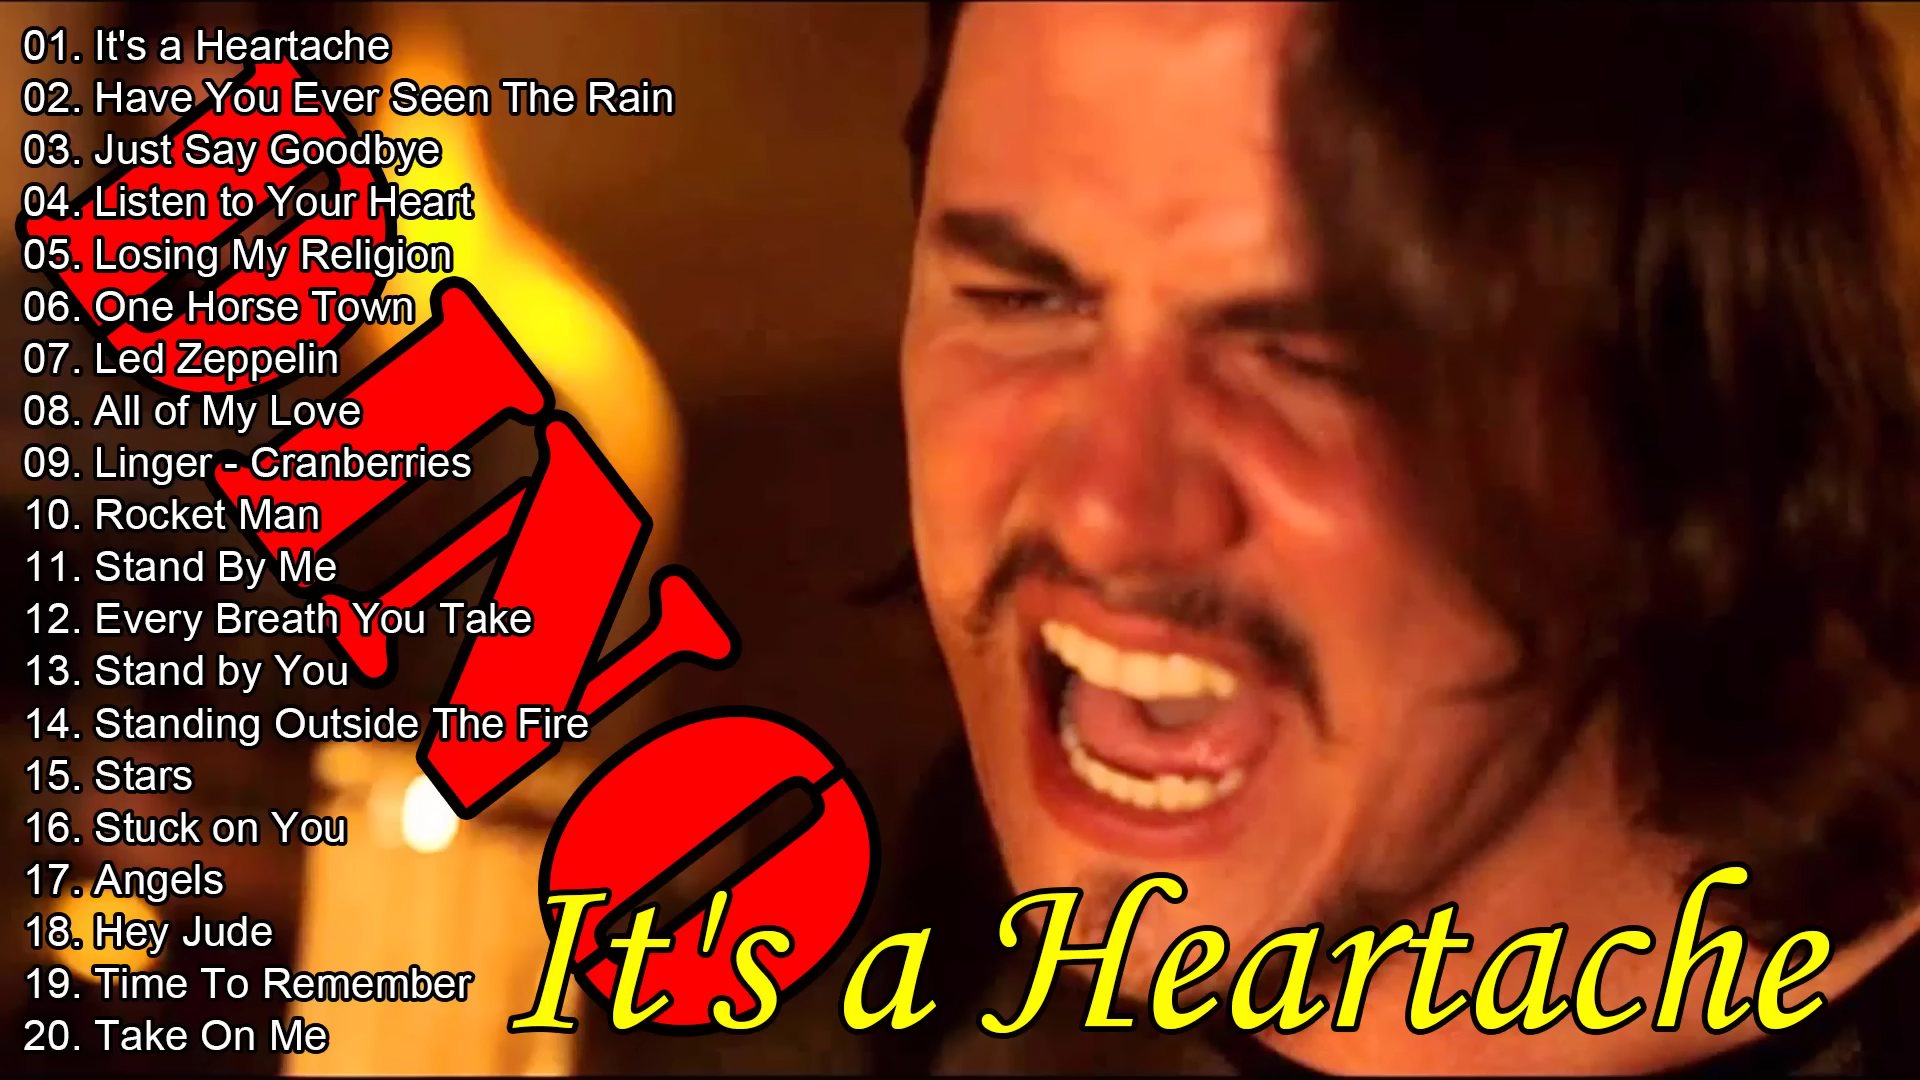 01. It's a Heartache
02. Have You Ever Seen The Rain
03. Just Say Goodbye
04. Listen to Your Heart
05. Losing My Religion
06. One Horse Town
07. Led Zeppelin
08. All of My Love
09. Linger - Cranberries
10. Rocket Man
11. Stand By Me
12. Every Breath You Take
13. Stand by You
14. Standing Outside The Fire
15. Stars
16. Stuck on You
17. Angels
18. Hey Jude
19. Time To Remember
20. Take On Me
DINO
It's a Heartache